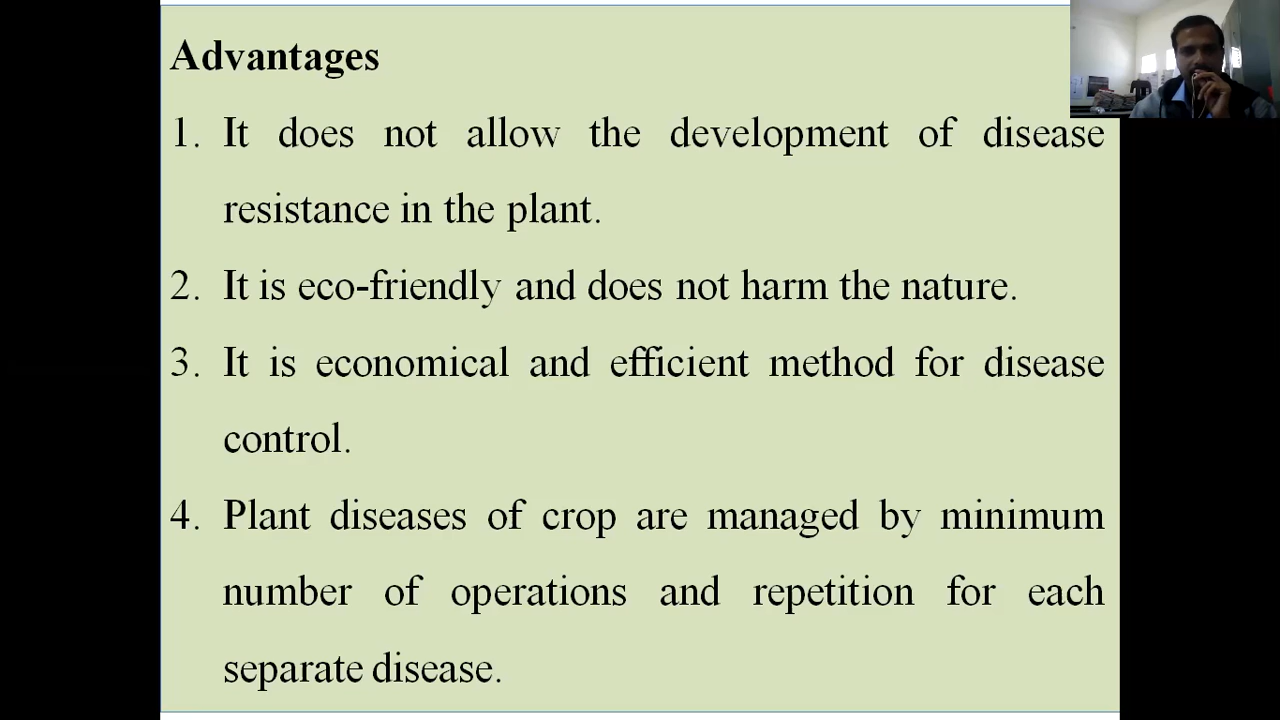 Advantages
1. It does not allow the development of disease
resistance in the plant.
2. It is eco-friendly and does not harm the nature.
3. It is economical and efficient method for disease
control.
4. Plant diseases of crop are managed by minimum
number of operations and repetition for each
separate disease.